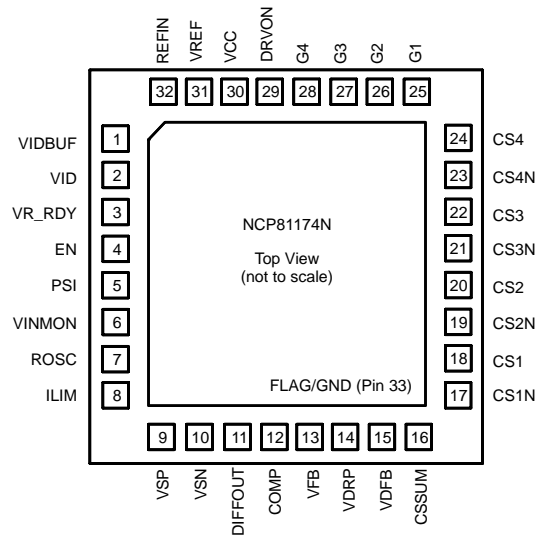 REFIN
VREF
VCC
DRVON
G4
G3
G2
G1
32
31
30
29
28
27
26
25
VIDBUF
1
VID
2
VR_RDY
3
EN
4
PSI
5
VINMON
6
ROSC
7
ILIM
8
NCP81174N
Top View
(not to scale)
FLAG/GND (Pin 33)
24
CS4
23
CS4N
22
CS3
21
CS3N
20
CS2
19
CS2N
18
CS1
17
CS1N
9
10
11
12
13
14
15
16
VSP
VSN
DIFFOUT
COMP
VFB
VDRP
VDFB
CSSUM